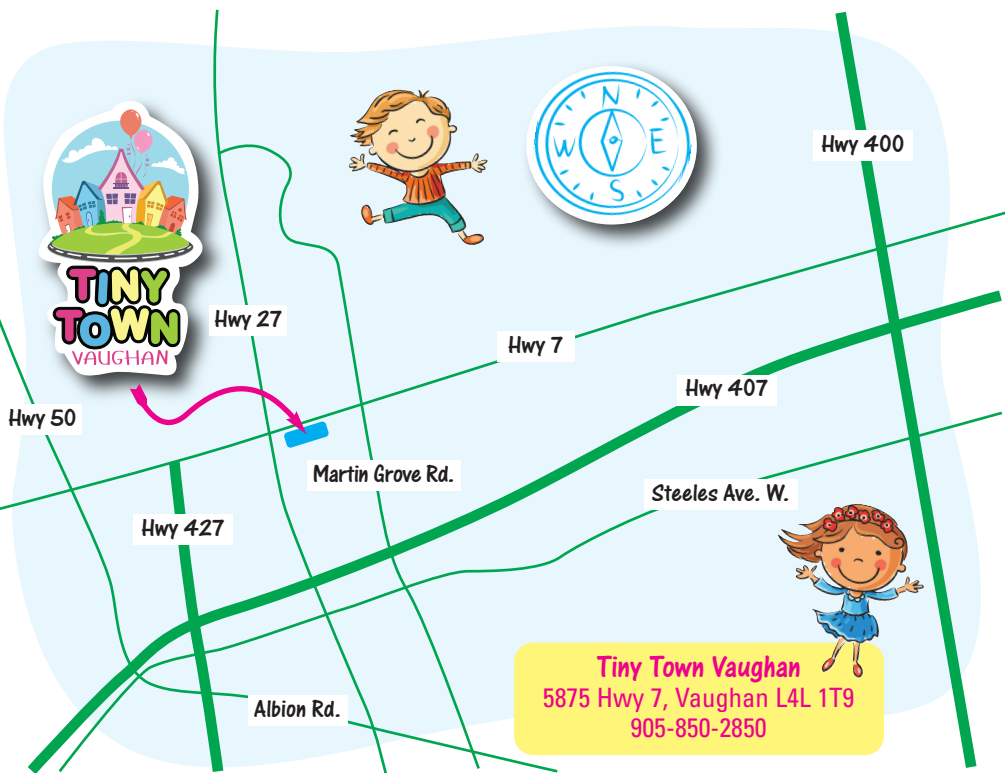 N
W E
S
Hwy 400
TINY
TOWN
VAUGHAN
Hwy 27
Hwy 7
Hwy 407
Hwy 50
Martin Grove Rd.
Steeles Ave. W.
Hwy 427
Albion Rd.
Tiny Town Vaughan
5875 Hwy 7, Vaughan L4L 1T9
905-850-2850